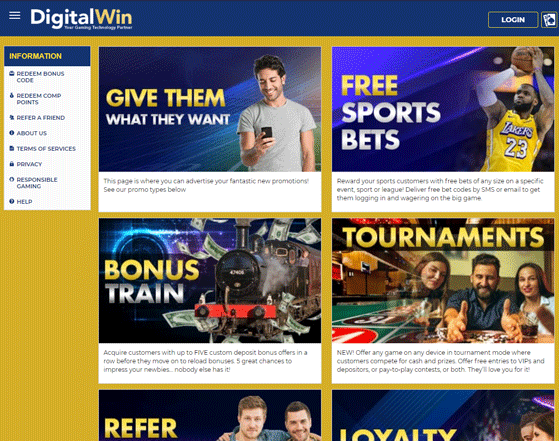 DigitalWin
Your Gaming Technology Partner
LOGIN
INFORMATION
REDEEM BONUS
CODE
REDEEM COMP
POINTS
REFER A FRIEND
ABOUT US
TERMS OF SERVICES
PRIVACY
RESPONSIBLE
GAMING
HELP
GIVE THEM
WHAT THEY WANT
This page is where you can advertise your fantastic new promotions!
See our promo types below
FREE
SPORTS
BETS
LAKERS
23
Reward your sports customers with free bets of any size on a specific
event, sport or league! Deliver free bet codes by SMS or email to get
them logging in and wagering on the big game.
BONUS
TRAIN
47406
Acquire customers with up to FIVE custom deposit bonus offers in a
row before they move on to reload bonuses. 5 great chances to
impress your newbies... nobody else has it!
TOURNAMENTS
NEW! Offer any game on any device in tournament mode where
customers compete for cash and prizes. Offer free entries to VIPs and
depositors, or pay-to-play contests, or both. They'll love you for it!
REFER
LOYALTY